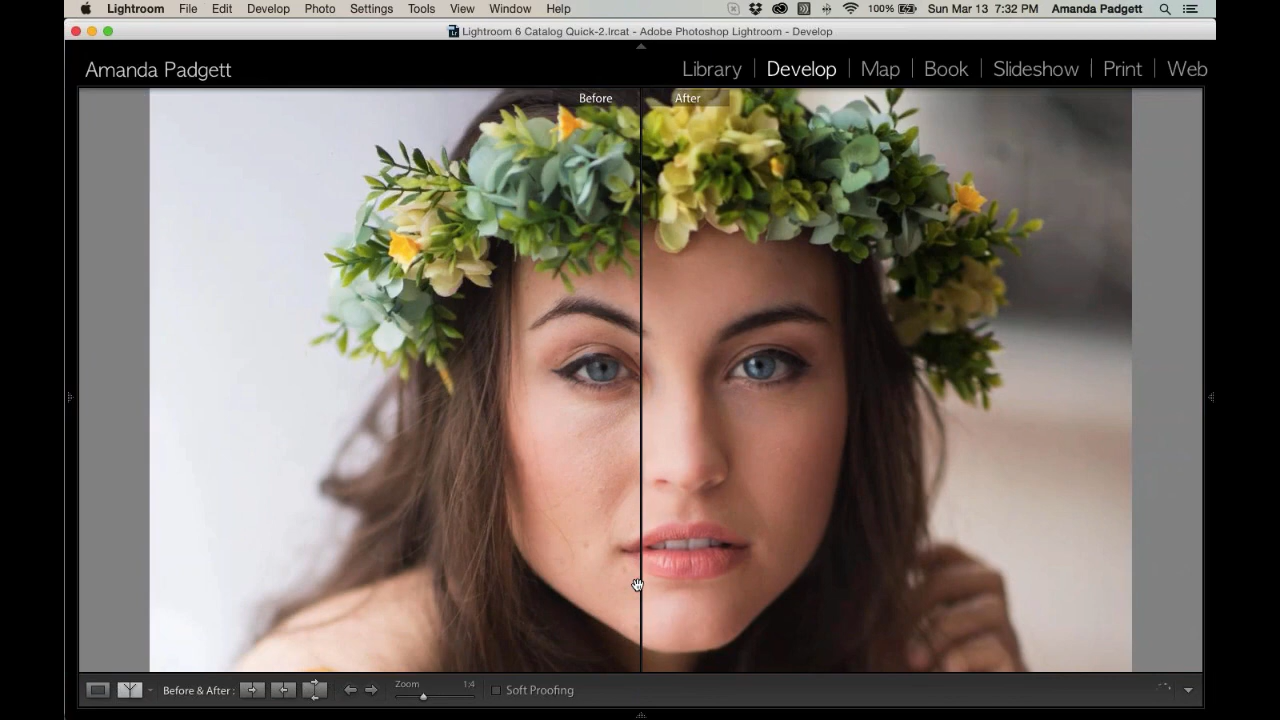 Lightroom File Edit Develop Photo Settings Tools View Window Help 100% Sun Mar 13 7:32 PM Amanda Padgett
Lightroom 6 Catalog Quick-2.lrcat - Adobe Photoshop Lightroom - Develop
Amanda Padgett Library Develop Map Book Slideshow Print Web
Before After
Before & After : Zoom 1:4 Soft Proofing